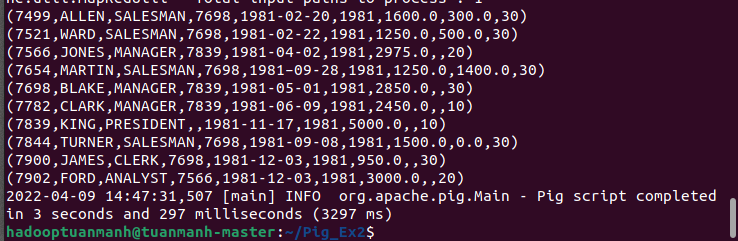 (7499,ALLEN,SALESMAN,7698,1981-02-20,1981,1600.0,300.0,30)
(7521,WARD,SALESMAN,7698,1981-02-22,1981,1250.0,500.0,30)
(7566,JONES,MANAGER,7839,1981-04-02,1981,2975.0,,20)
(7654,MARTIN,SALESMAN,7698,1981–09-28,1981,1250.0,1400.0,30)
(7698,BLAKE,MANAGER,7839,1981-05-01,1981,2850.0,,30)
(7782,CLARK,MANAGER,7839,1981-06-09,1981,2450.0,,10)
(7839,KING,PRESIDENT,,1981-11-17,1981,5000.0,,10)
(7844,TURNER,SALESMAN,7698,1981-09-08,1981,1500.0,0.0,30)
(7900,JAMES,CLERK,7698,1981-12-03,1981,950.0,,30)
(7902,FORD,ANALYST,7566,1981-12-03,1981,3000.0,,20)
2022-04-09 14:47:31,507 [main] INFO  org.apache.pig.Main - Pig script completed
in 3 seconds and 297 milliseconds (3297 ms)
hadooptuanmanh@tuanmanh-master:~/Pig_Ex2$